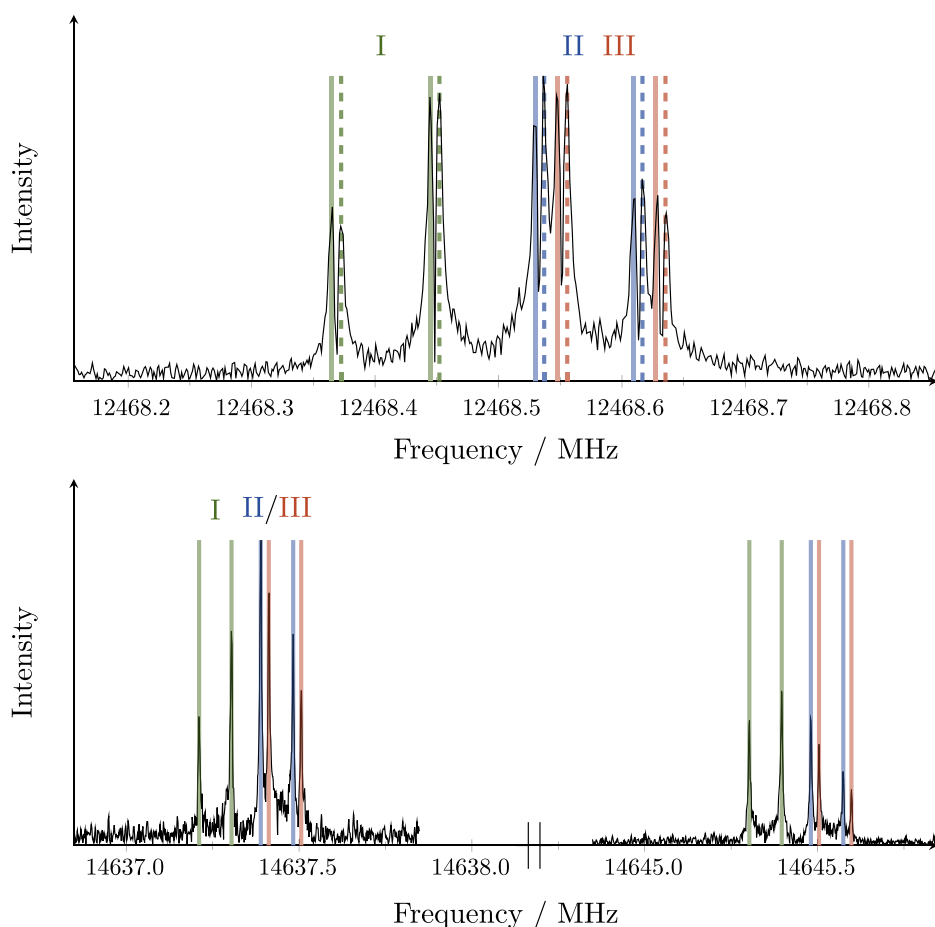 I II III
Intensity
12468.2 12468.3 12468.4 12468.5 12468.6 12468.7 12468.8
Frequency / MHz
I II/III
Intensity
14637.0 14637.5 14638.0 14645.0 14645.5
Frequency / MHz